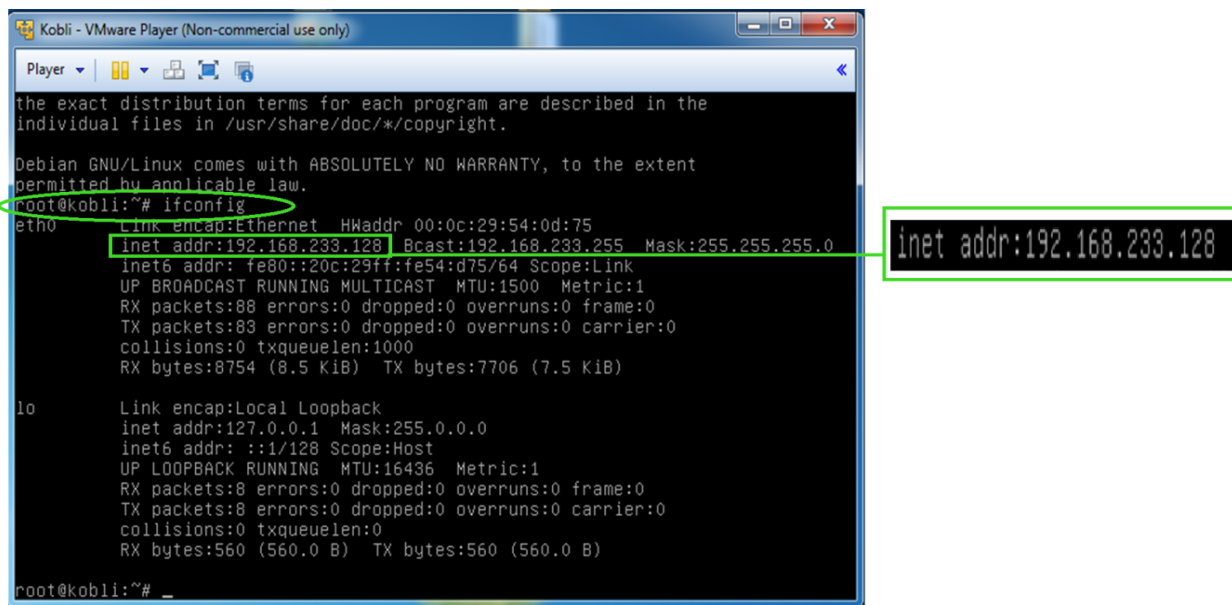 Kobli - VMware Player (Non-commercial use only)
Player
the exact distribution terms for each program are described in the
individual files in /usr/share/doc/*/copyright.
Debian GNU/Linux comes with ABSOLUTELY NO WARRANTY, to the extent
permitted by applicable law.
root@kobli:~# ifconfig
eth0 Link encap:Ethernet HWaddr 00:0c:29:54:0d:75
inet addr:192.168.233.128 Bcast:192.168.233.255 Mask:255.255.255.0
inet6 addr: fe80::20c:29ff:fe54:d75/64 Scope:Link
UP BROADCAST RUNNING MULTICAST MTU:1500 Metric:1
RX packets:88 errors:0 dropped:0 overruns:0 frame:0
TX packets:83 errors:0 dropped:0 overruns:0 carrier:0
collisions:0 txqueuelen:1000
RX bytes:8754 (8.5 KiB) TX bytes:7706 (7.5 KiB)
lo Link encap:Local Loopback
inet addr:127.0.0.1 Mask:255.0.0.0
inet6 addr: ::1/128 Scope:Host
UP LOOPBACK RUNNING MTU:16436 Metric:1
RX packets:8 errors:0 dropped:0 overruns:0 frame:0
TX packets:8 errors:0 dropped:0 overruns:0 carrier:0
collisions:0 txqueuelen:0
RX bytes:560 (560.0 B) TX bytes:560 (560.0 B)
root@kobli:~# _
inet addr:192.168.233.128